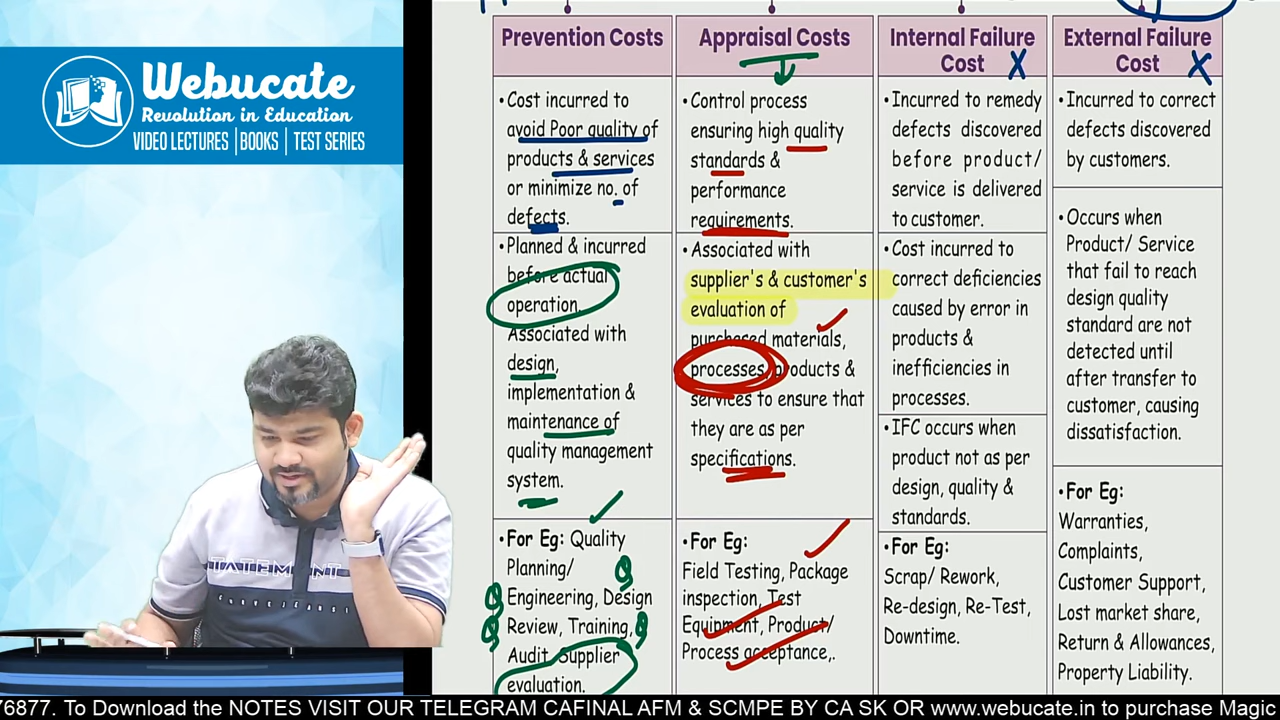 Webucate
Revolution in Education
VIDEO LECTURES | BOOKS | TEST SERIES
Prevention Costs
• Cost incurred to
avoid Poor quality of
products & services
or minimize no. of
defects.
• Planned & incurred
before actual
operation.
Associated with
design,
implementation &
maintenance of
quality management
system.
• For Eg: Quality
Planning/
Engineering, Design
Review, Training,
Audit, Supplier
evaluation.
Appraisal Costs
• Control process
ensuring high quality
standards &
performance
requirements.
• Associated with
supplier's & customer's
evaluation of
purchased materials,
processes, products &
services to ensure that
they are as per
specifications.
• For Eg:
Field Testing, Package
inspection, Test
Equipment, Product/
Process acceptance,.
Internal Failure
Cost X
• Incurred to remedy
defects discovered
before product/
service is delivered
to customer.
• Cost incurred to
correct deficiencies
caused by error in
products &
inefficiencies in
processes.
• IFC occurs when
product not as per
design, quality &
standards.
• For Eg:
Scrap/ Rework,
Re-design, Re-Test,
Downtime.
External Failure
Cost X
• Incurred to correct
defects discovered
by customers.
• Occurs when
Product/ Service
that fail to reach
design quality
standard are not
detected until
after transfer to
customer, causing
dissatisfaction.
• For Eg:
Warranties,
Complaints,
Customer Support,
Lost market share,
Return & Allowances,
Property Liability.
76877. To Download the NOTES VISIT OUR TELEGRAM CAFINAL AFM & SCMPE BY CA SK OR www.webucate.in to purchase Magic